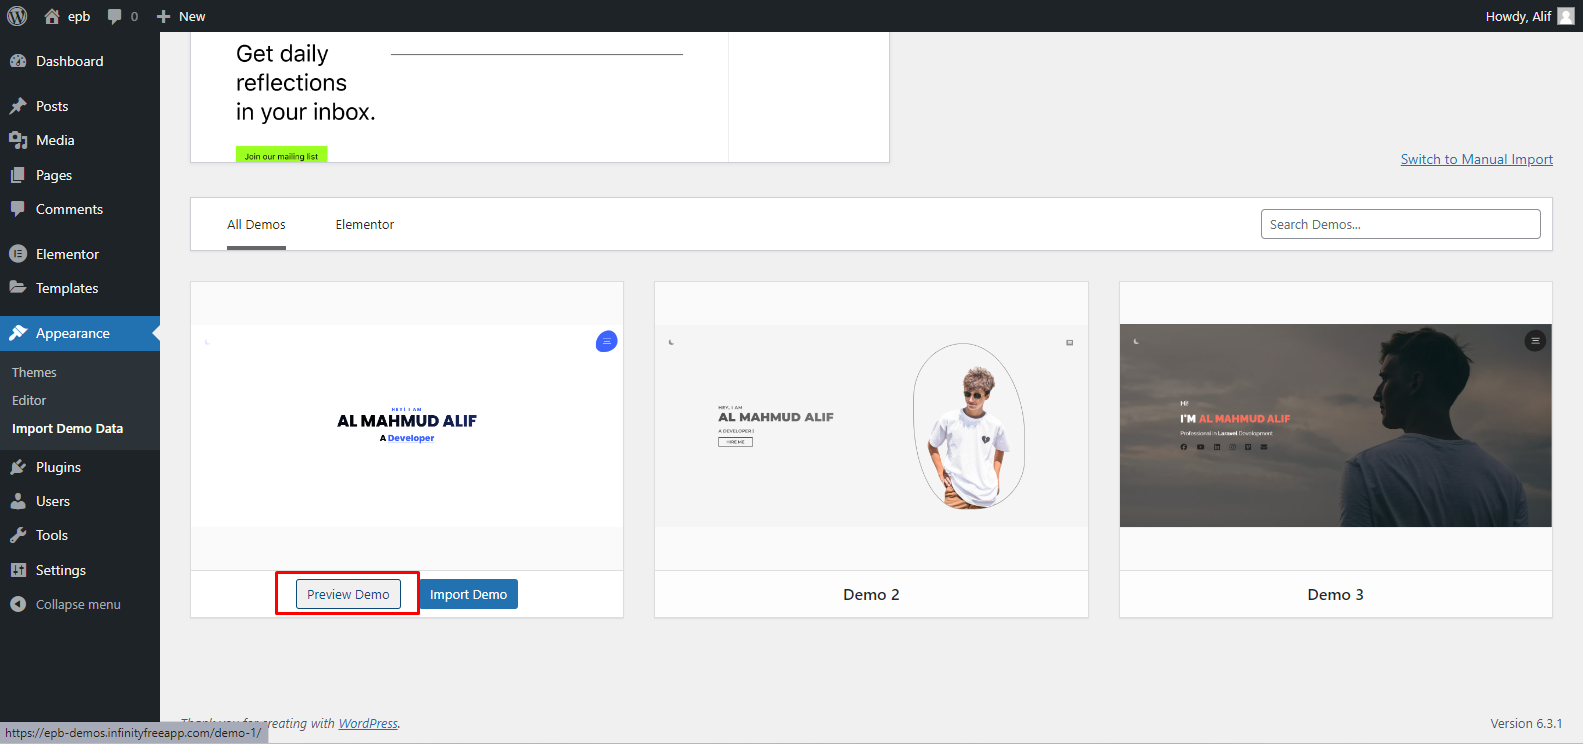 epb
0
New
Howdy, Alif
Dashboard
Posts
Media
Pages
Comments
Elementor
Templates
Appearance
Themes
Editor
Import Demo Data
Plugins
Users
Tools
Settings
Collapse menu
Get daily
reflections
in your inbox.
Join our mailing list
Switch to Manual Import
All Demos
Elementor
Search Demos...
HEY, I AM
AL MAHMUD ALIF
A Developer
Preview Demo
Import Demo
HEY, I AM
AL MAHMUD ALIF
A DEVELOPER |
HIRE ME
Demo 2
HI!
I'M AL MAHMUD ALIF
Professional in Laravel Development
Demo 3
Thank you for creating with WordPress.
Version 6.3.1
https://epb-demos.infinityfreeapp.com/demo-1/